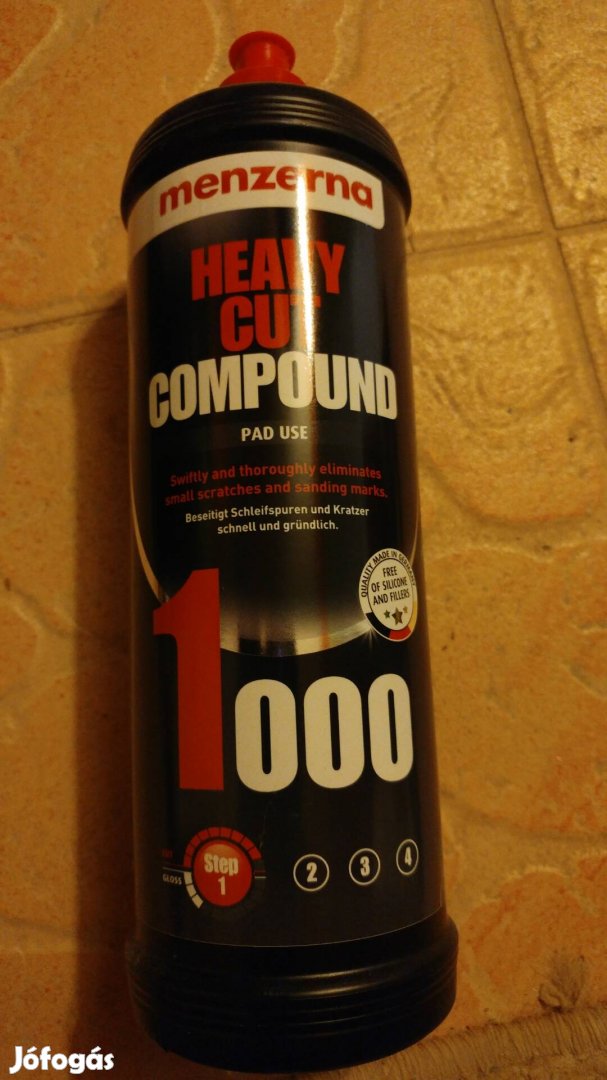 menzerna
HEAVY
CUT
COMPOUND
PAD USE
Swiftly and thoroughly eliminates
small scratches and sanding marks.
Beseitigt Schleifspuren und Kratzer
schnell und gründlich.
QUALITY MADE IN GERMANY
FREE
OF SILICONE
AND FILLERS
1000
CUT
GLOSS
Step
1
2 3 4
Jófogás